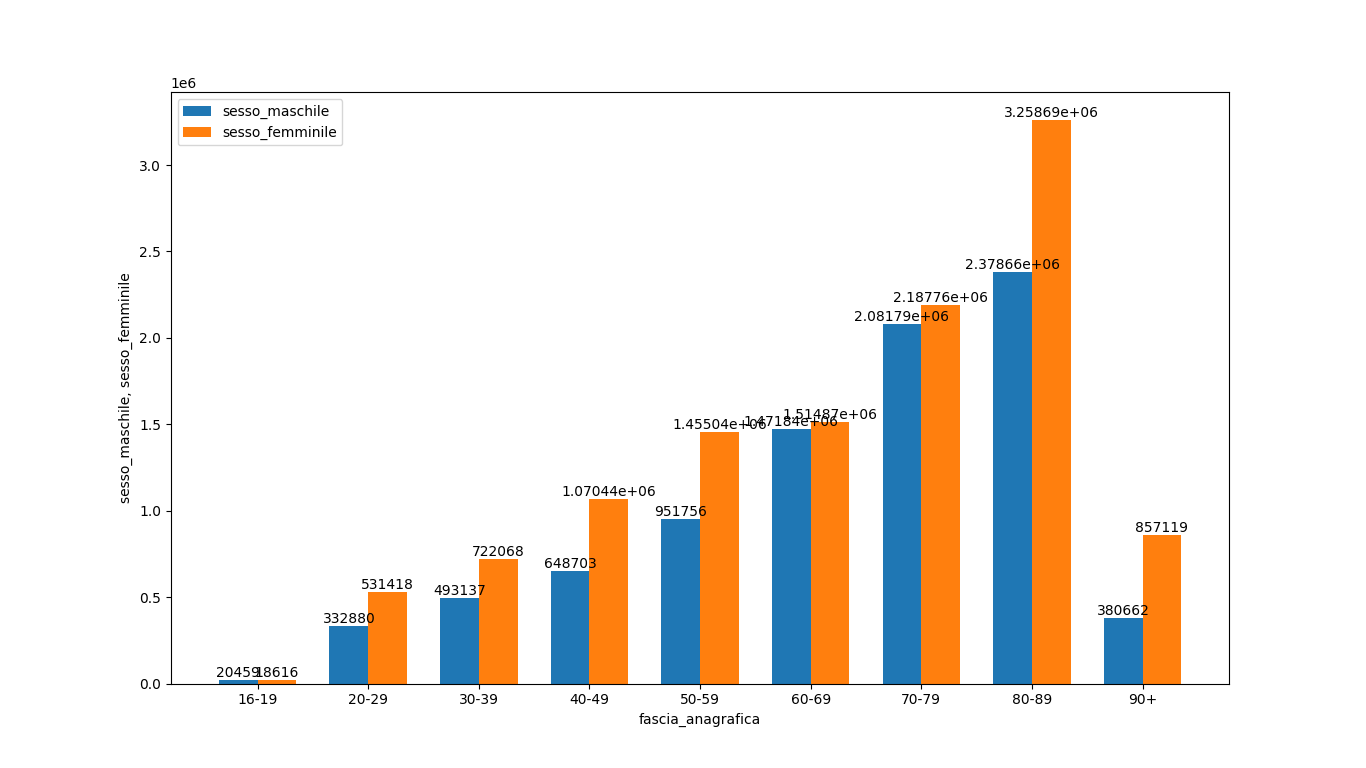 1e6
sesso_maschile
sesso_femminile
3.25869e+06
3.0
2.5
2.37866e+06
2.18776e+06
2.08179e+06
2.0
1.51487e+06
1.47184e+06
1.45504e+06
1.5
1.07044e+06
951756
1.0
857119
722068
648703
531418
493137
0.5
332880
380662
20459
18616
0.0
16-19 20-29 30-39 40-49 50-59 60-69 70-79 80-89 90+
fascia_anagrafica
sesso_maschile, sesso_femminile